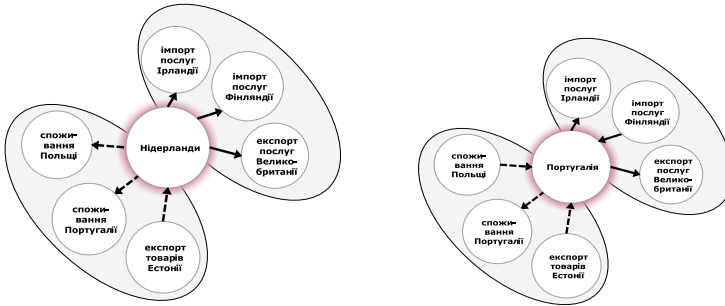 імпорт
послуг
Ірландії
імпорт
послуг
Фінляндії
експорт
послуг
Велико-
британії
Нідерланди
спожи-
вання
Польщі
спожи-
вання
Португалії
експорт
товарів
Естонії
імпорт
послуг
Ірландії
імпорт
послуг
Фінляндії
експорт
послуг
Велико-
британії
Португалія
спожи-
вання
Польщі
спожи-
вання
Португалії
експорт
товарів
Естонії